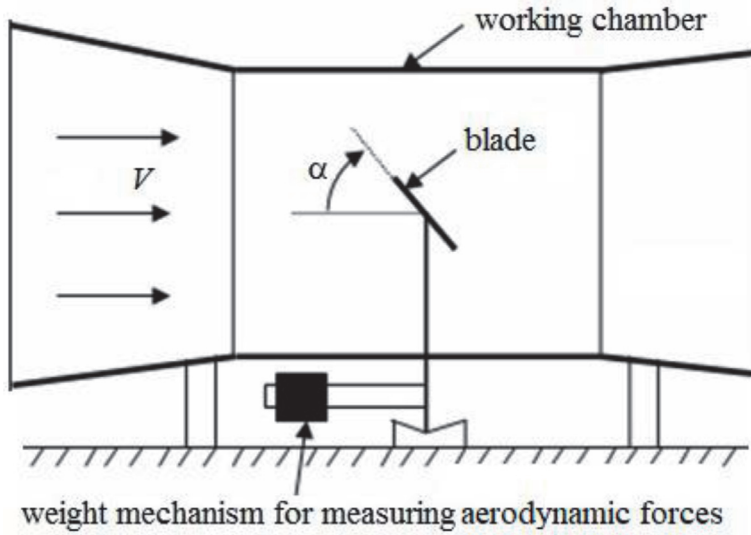 working chamber
blade
α
V
weight mechanism for measuring aerodynamic forces